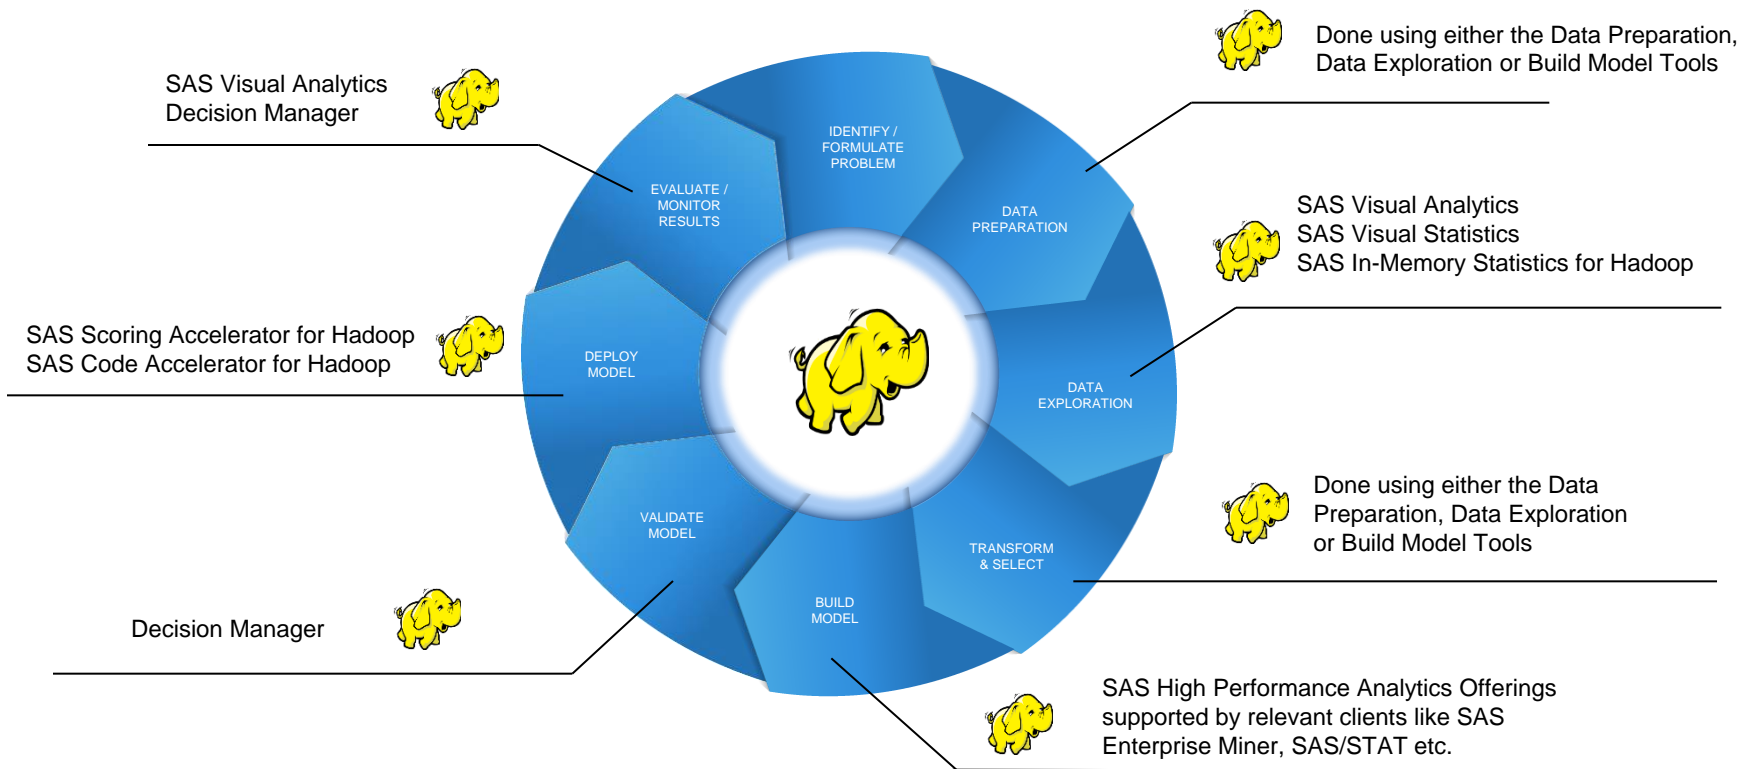 SAS Visual Analytics
Decision Manager
Done using either the Data Preparation,
Data Exploration or Build Model Tools
IDENTIFY /
FORMULATE
PROBLEM
EVALUATE /
MONITOR
RESULTS
DATA
PREPARATION
SAS Visual Analytics
SAS Visual Statistics
SAS In-Memory Statistics for Hadoop
SAS Scoring Accelerator for Hadoop
SAS Code Accelerator for Hadoop
DEPLOY
MODEL
DATA
EXPLORATION
VALIDATE
MODEL
TRANSFORM
& SELECT
Done using either the Data
Preparation, Data Exploration
or Build Model Tools
BUILD
MODEL
Decision Manager
SAS High Performance Analytics Offerings
supported by relevant clients like SAS
Enterprise Miner, SAS/STAT etc.